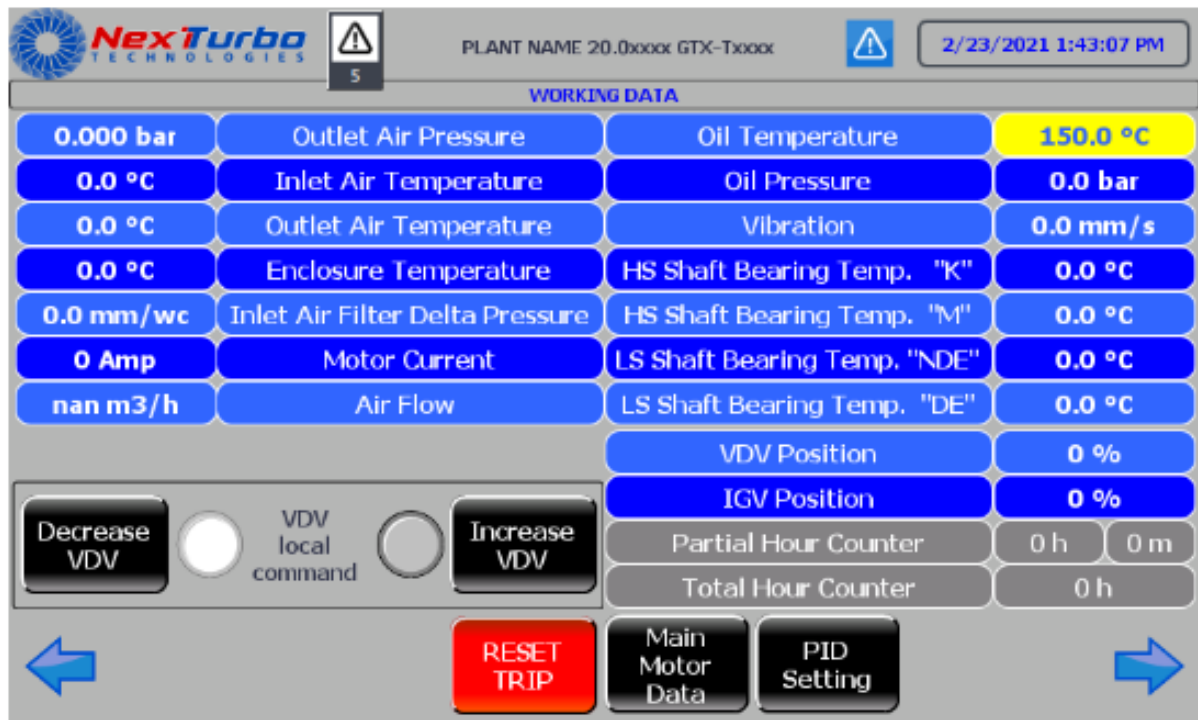 NexTurbo
TECHNOLOGIES
5
PLANT NAME 20.0xxxx GTX-Txxxx
2/23/2021 1:43:07 PM
WORKING DATA
0.000 bar Outlet Air Pressure Oil Temperature 150.0 °C
0.0 °C Inlet Air Temperature Oil Pressure 0.0 bar
0.0 °C Outlet Air Temperature Vibration 0.0 mm/s
0.0 °C Enclosure Temperature HS Shaft Bearing Temp. "K" 0.0 °C
0.0 mm/wc Inlet Air Filter Delta Pressure HS Shaft Bearing Temp. "M" 0.0 °C
0 Amp Motor Current LS Shaft Bearing Temp. "NDE" 0.0 °C
nan m3/h Air Flow LS Shaft Bearing Temp. "DE" 0.0 °C
VDV Position 0 %
IGV Position 0 %
Partial Hour Counter 0 h 0 m
Total Hour Counter 0 h
Decrease
VDV
VDV
local
command
Increase
VDV
RESET
TRIP
Main
Motor
Data
PID
Setting